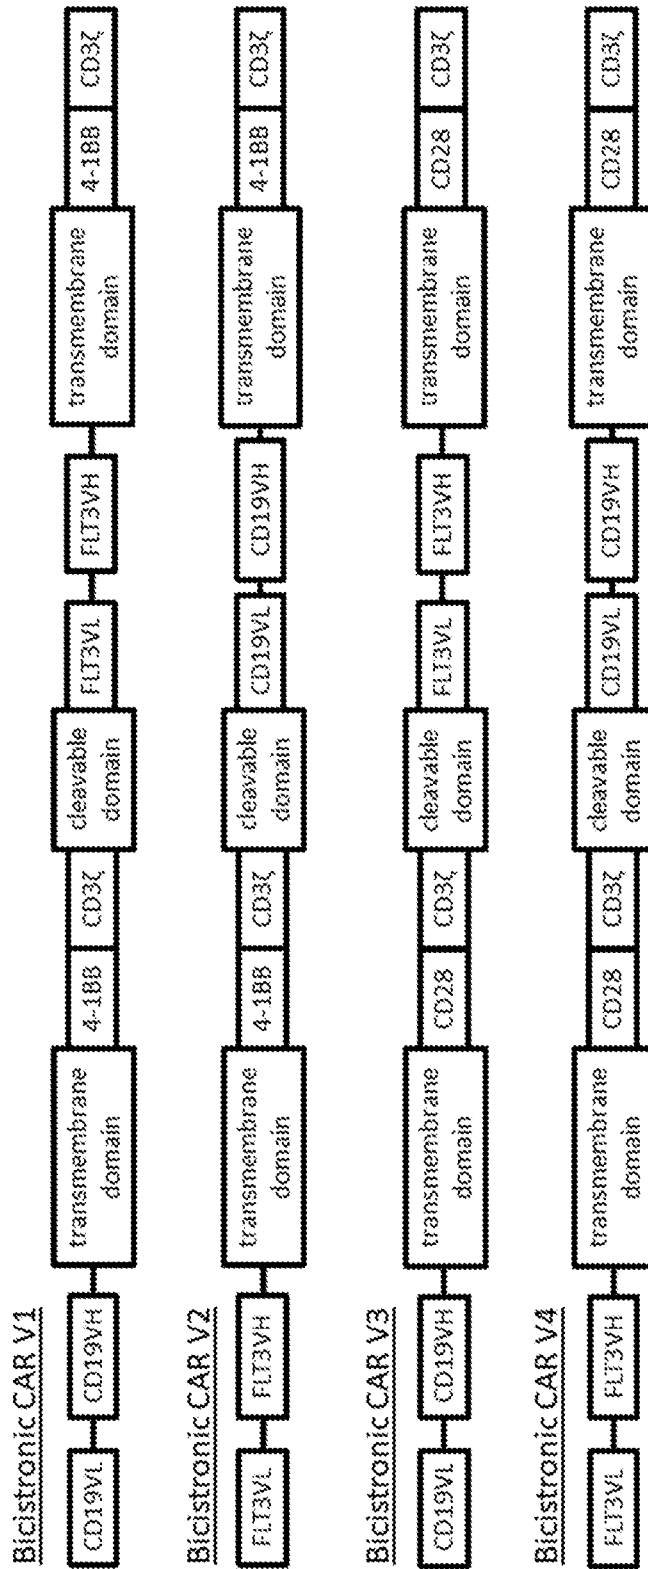 Bicistronic CAR V1
CD19VL
CD19VH
transmembrane
domain
4-1BB
CD3ζ
cleavable
domain
FLT3VL
FLT3VH
transmembrane
domain
4-1BB
CD3ζ
Bicistronic CAR V2
FLT3VL
FLT3VH
transmembrane
domain
4-1BB
CD3ζ
cleavable
domain
CD19VL
CD19VH
transmembrane
domain
4-1BB
CD3ζ
Bicistronic CAR V3
CD19VL
CD19VH
transmembrane
domain
CD28
CD3ζ
cleavable
domain
FLT3VL
FLT3VH
transmembrane
domain
CD28
CD3ζ
Bicistronic CAR V4
FLT3VL
FLT3VH
transmembrane
domain
CD28
CD3ζ
cleavable
domain
CD19VL
CD19VH
transmembrane
domain
CD28
CD3ζ